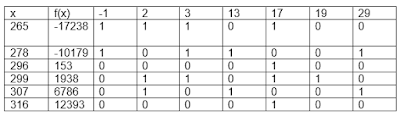 x f(x) -1 2 3 13 17 19 29
265 -17238 1 1 1 0 1 0 0
278 -10179 1 0 1 1 0 0 1
296 153 0 0 0 0 1 0 0
299 1938 0 1 1 0 1 1 0
307 6786 0 1 0 1 0 0 1
316 12393 0 0 0 0 1 0 0